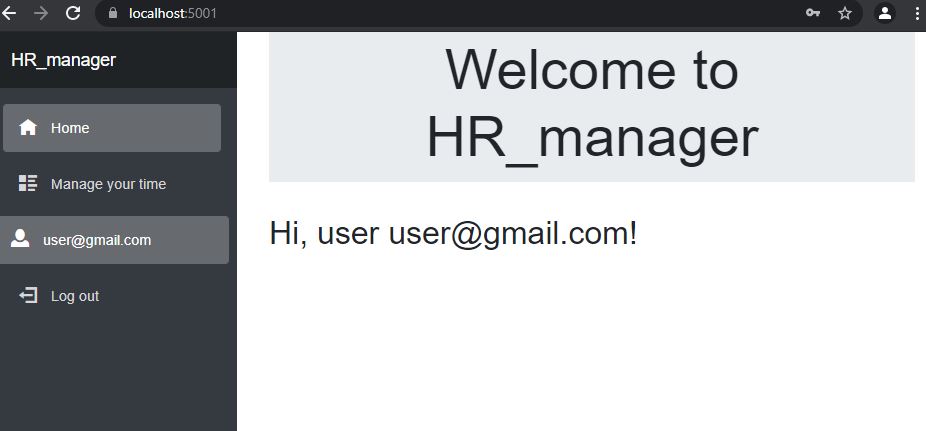 localhost:5001
HR_manager
Home
Manage your time
user@gmail.com
Log out
Welcome to
HR_manager
Hi, user user@gmail.com!